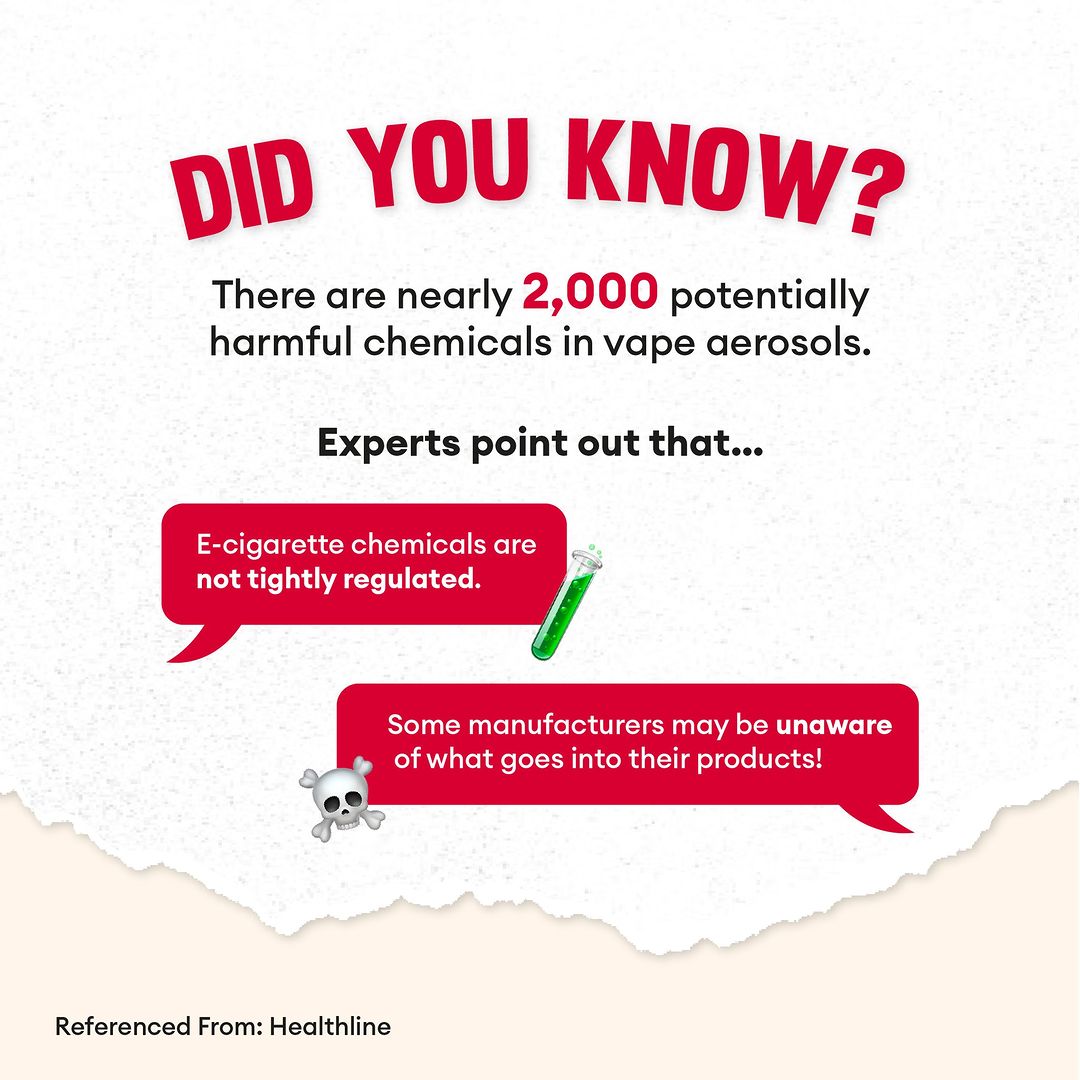 DID YOU KNOW?
There are nearly 2,000 potentially
harmful chemicals in vape aerosols.
Experts point out that...
E-cigarette chemicals are
not tightly regulated.
Some manufacturers may be unaware
of what goes into their products!
Referenced From: Healthline